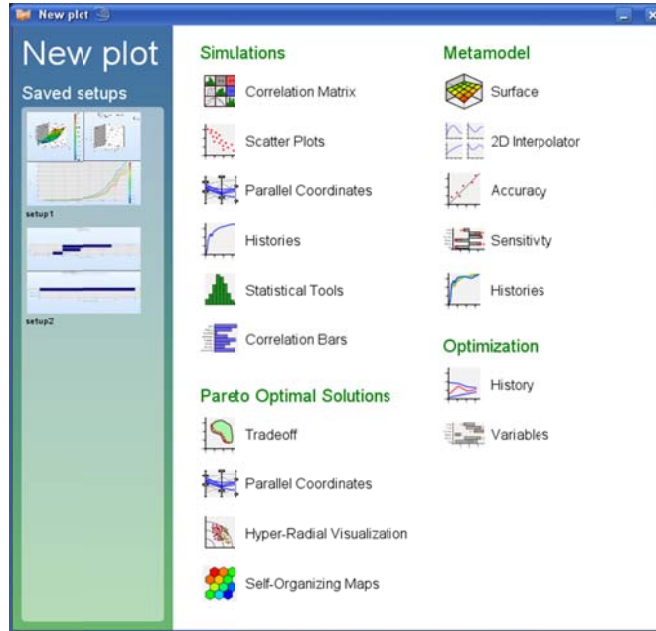 New plot
New plot
Saved setups
setup1
setup2
Simulations
Correlation Matrix
Scatter Plots
Parallel Coordinates
Histories
Statistical Tools
Correlation Bars
Pareto Optimal Solutions
Tradeoff
Parallel Coordinates
Hyper-Radial Visualization
Self-Organizing Maps
Metamodel
Surface
2D Interpolator
Accuracy
Sensitivty
Histories
Optimization
History
Variables